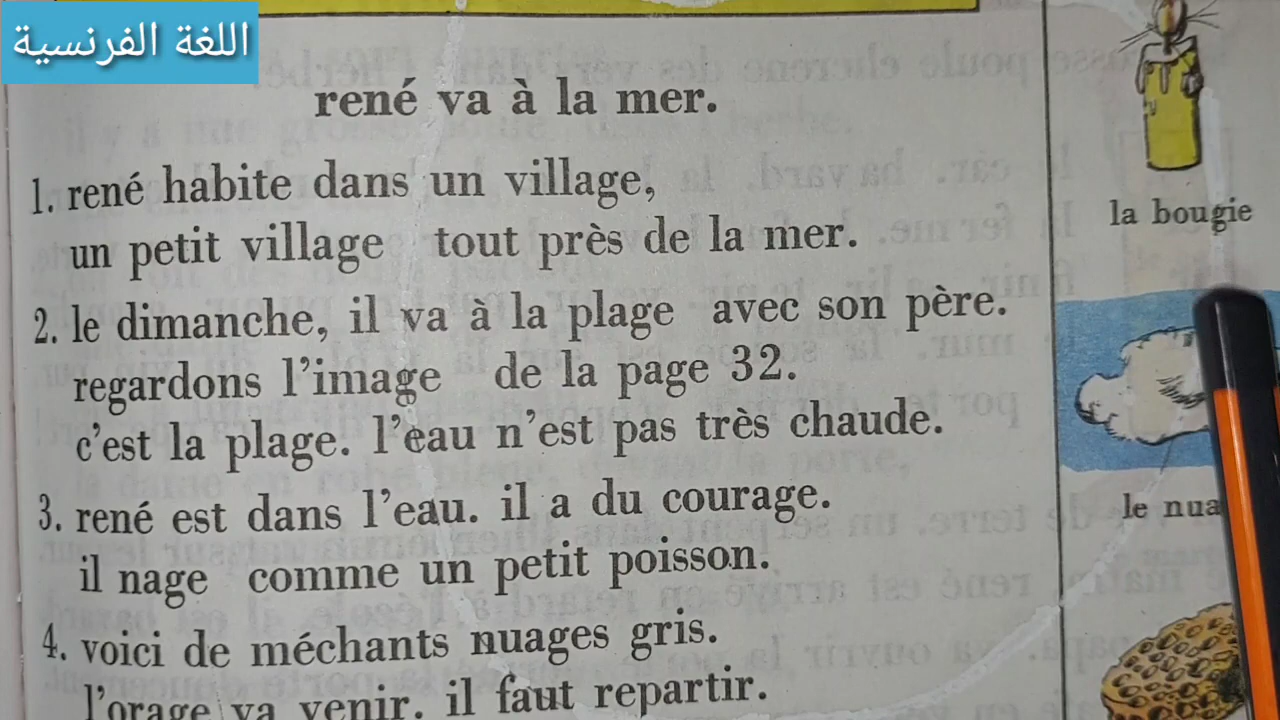 اللغة الفرنسية
rené va à la mer.
1. rené habite dans un village,
un petit village tout près de la mer.
2. le dimanche, il va à la plage avec son père.
regardons l'image de la page 32.
c'est la plage. l'eau n'est pas très chaude.
3. rené est dans l'eau. il a du courage.
il nage comme un petit poisson.
4. voici de méchants nuages gris.
l'orage va venir. il faut repartir.
la bougie
le nua